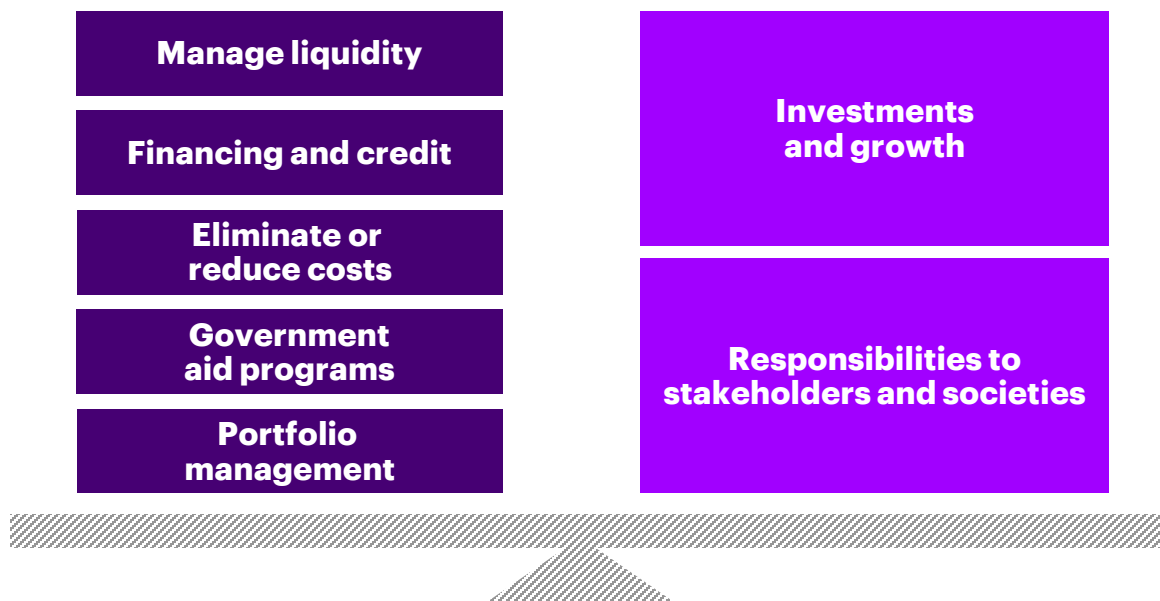 Manage liquidity
Financing and credit
Eliminate or
reduce costs
Government
aid programs
Portfolio
management
Investments
and growth
Responsibilities to
stakeholders and societies